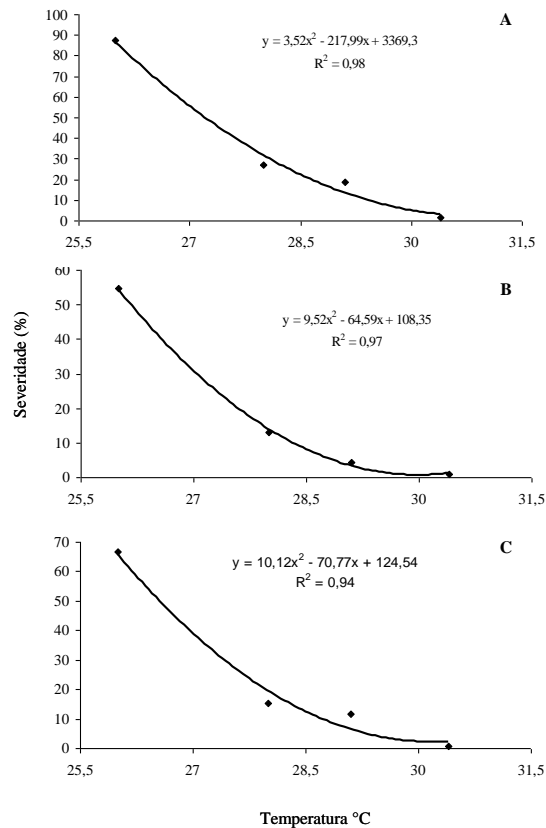 A
y = 3,52x² - 217,99x + 3369,3
R² = 0,98
100
90
80
70
60
50
40
30
20
10
0
25,5 27 28,5 30 31,5
Severidade (%)
B
y = 9,52x² - 64,59x + 108,35
R² = 0,97
60
50
40
30
20
10
0
25,5 27 28,5 30 31,5
C
y = 10,12x² - 70,77x + 124,54
R² = 0,94
70
60
50
40
30
20
10
0
25,5 27 28,5 30 31,5
Temperatura °C